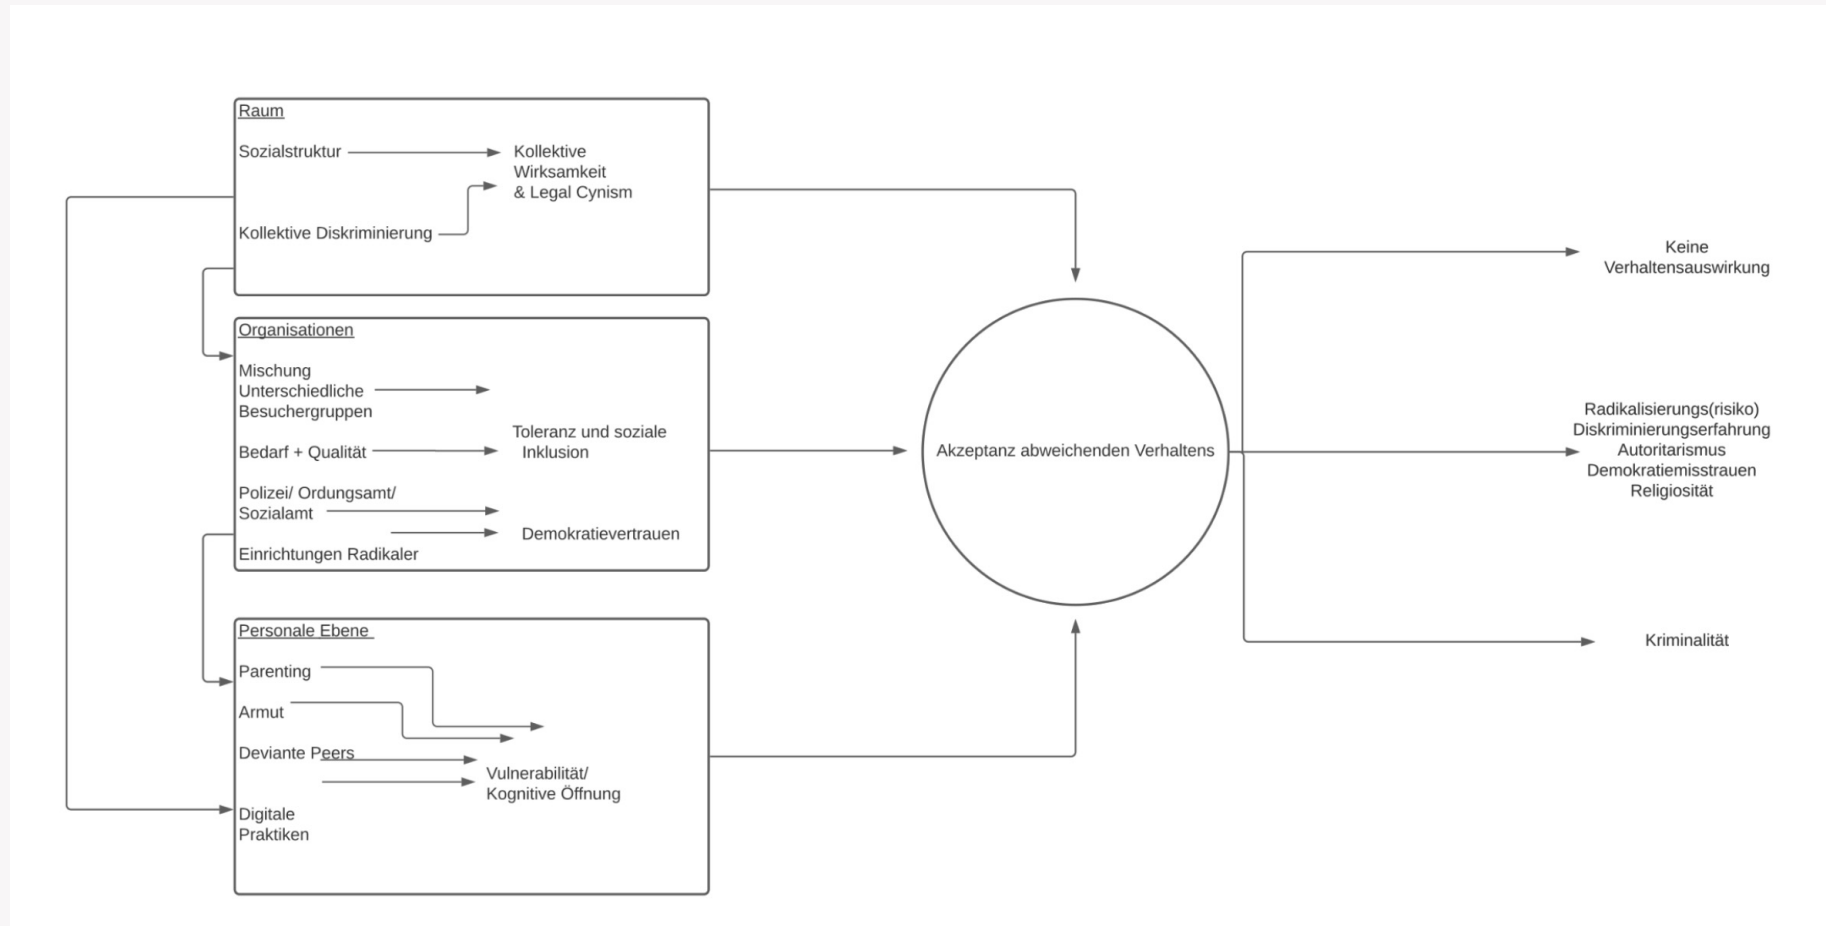 Raum
Sozialstruktur
Kollektive
Wirksamkeit
& Legal Cynism
Kollektive Diskriminierung
Organisationen
Mischung
Unterschiedliche
Besuchergruppen
Toleranz und soziale
Inklusion
Bedarf + Qualität
Polizei/ Ordungsamt/
Sozialamt
Demokratievertrauen
Einrichtungen Radikaler
Personale Ebene
Parenting
Armut
Deviante Peers
Vulnerabilität/
Kognitive Öffnung
Digitale
Praktiken
Akzeptanz abweichenden Verhaltens
Keine
Verhaltensauswirkung
Radikalisierungs(risiko)
Diskriminierungserfahrung
Autoritarismus
Demokratiemisstrauen
Religiosität
Kriminalität